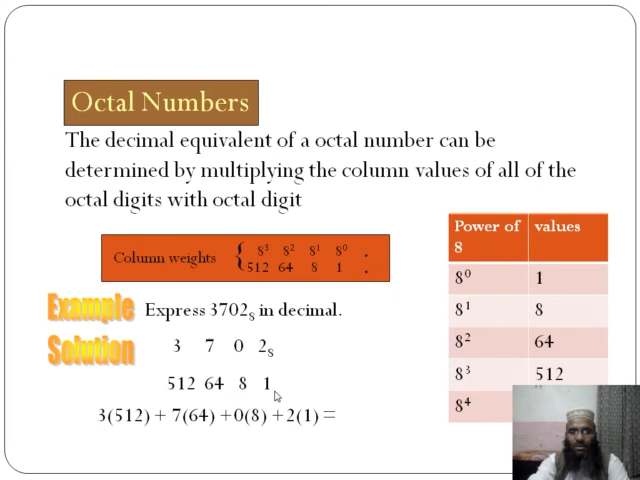 Octal Numbers
The decimal equivalent of a octal number can be
determined by multiplying the column values of all of the
octal digits with octal digit
Column weights { 8³ 8² 8¹ 8⁰ .
512 64 8 1 .
Example
Express 3702₈ in decimal.
Solution
3 7 0 2₈
512 64 8 1
3(512) + 7(64) +0(8) +2(1) =
Power of 8 values
8⁰ 1
8¹ 8
8² 64
8³ 512
8⁴